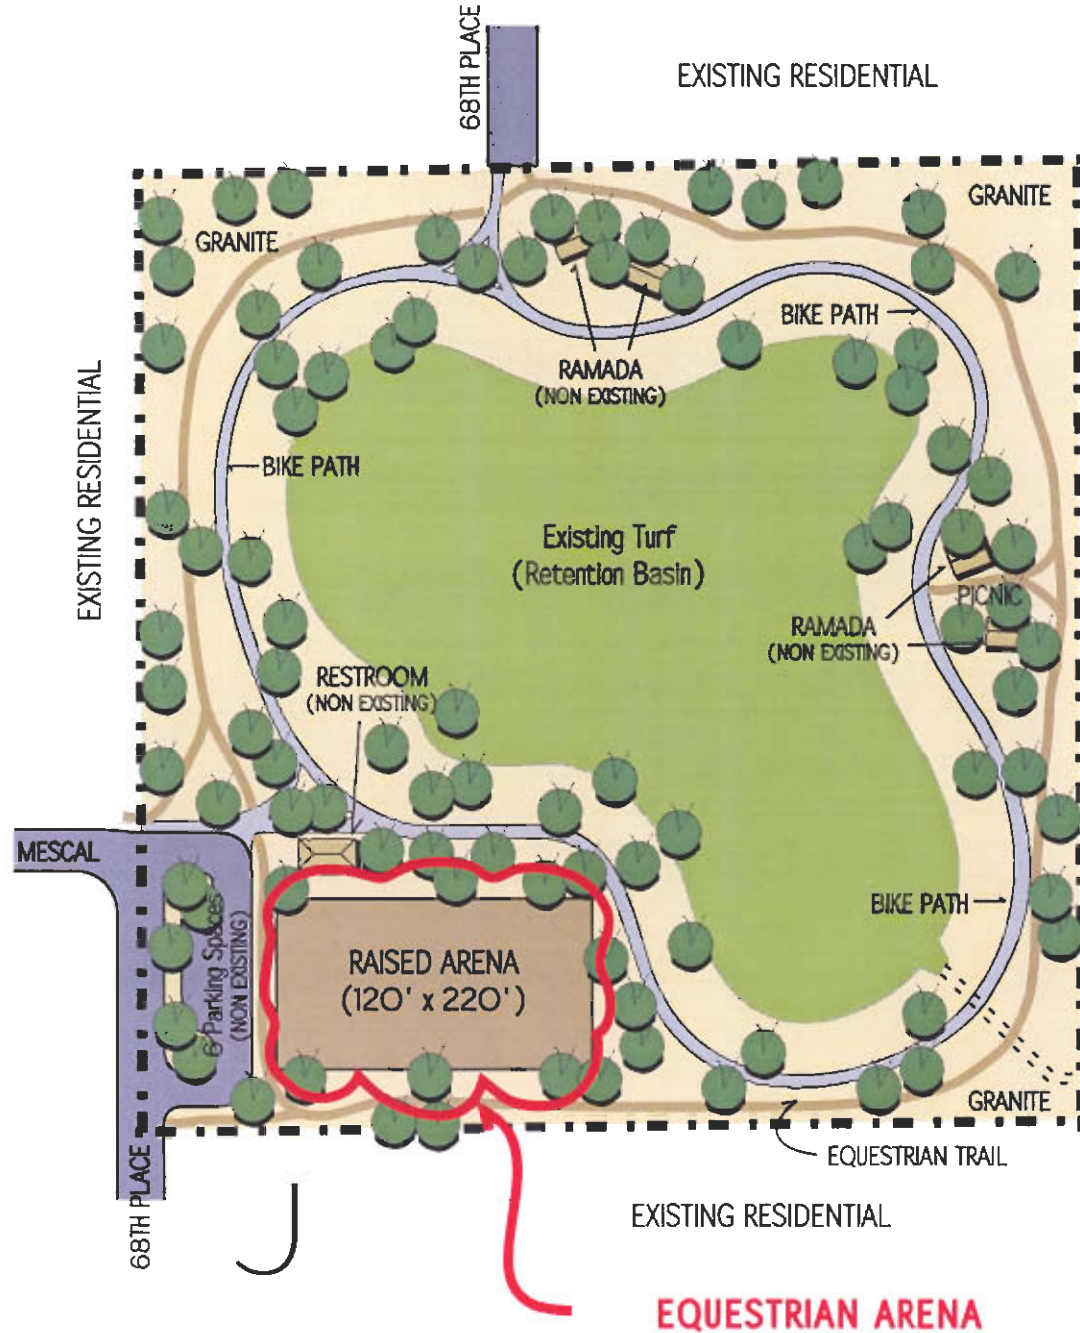 68TH PLACE
EXISTING RESIDENTIAL
GRANITE
GRANITE
BIKE PATH
RAMADA
(NON EXISTING)
EXISTING RESIDENTIAL
BIKE PATH
Existing Turf
(Retention Basin)
PICNIC
RAMADA
(NON EXISTING)
RESTROOM
(NON EXISTING)
MESCAL
6 Parking Spaces
(NON EXISTING)
BIKE PATH
RAISED ARENA
(120' x 220')
GRANITE
EQUESTRIAN TRAIL
68TH PLACE
EXISTING RESIDENTIAL
EQUESTRIAN ARENA